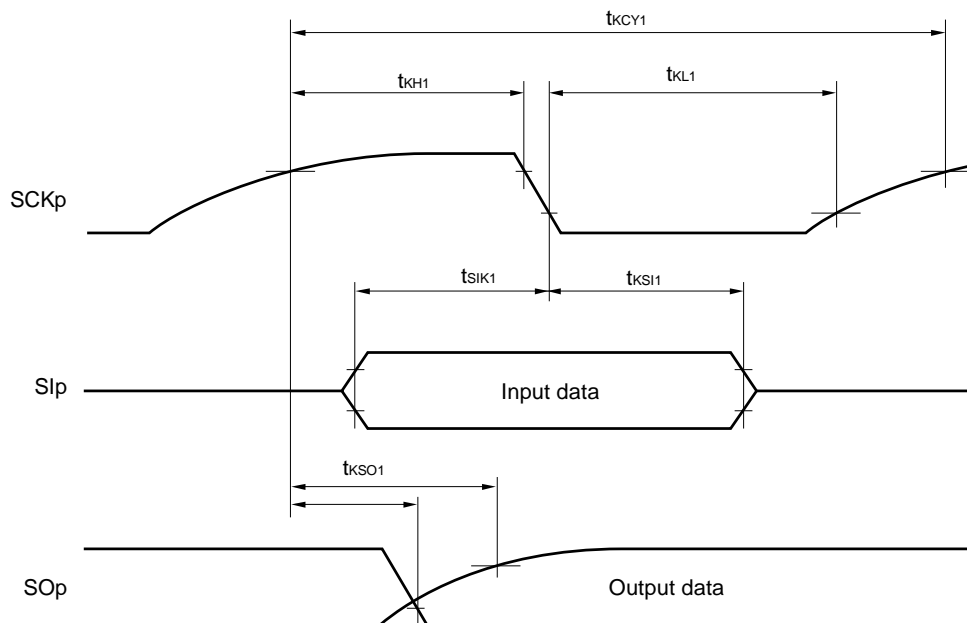 tKCY1
tKH1
tKL1
SCKp
tSIK1
tKSI1
SIp
Input data
tKSO1
SOp
Output data